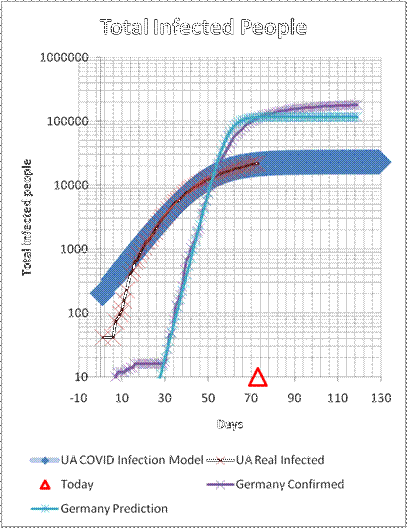 Total Infected People
Total Infected people
1000000
100000
10000
1000
100
10
-10 10 30 50 70 90 110 130
Days
UA COVID Infection Model
UA Real Infected
Today
Germany Confirmed
Germany Prediction